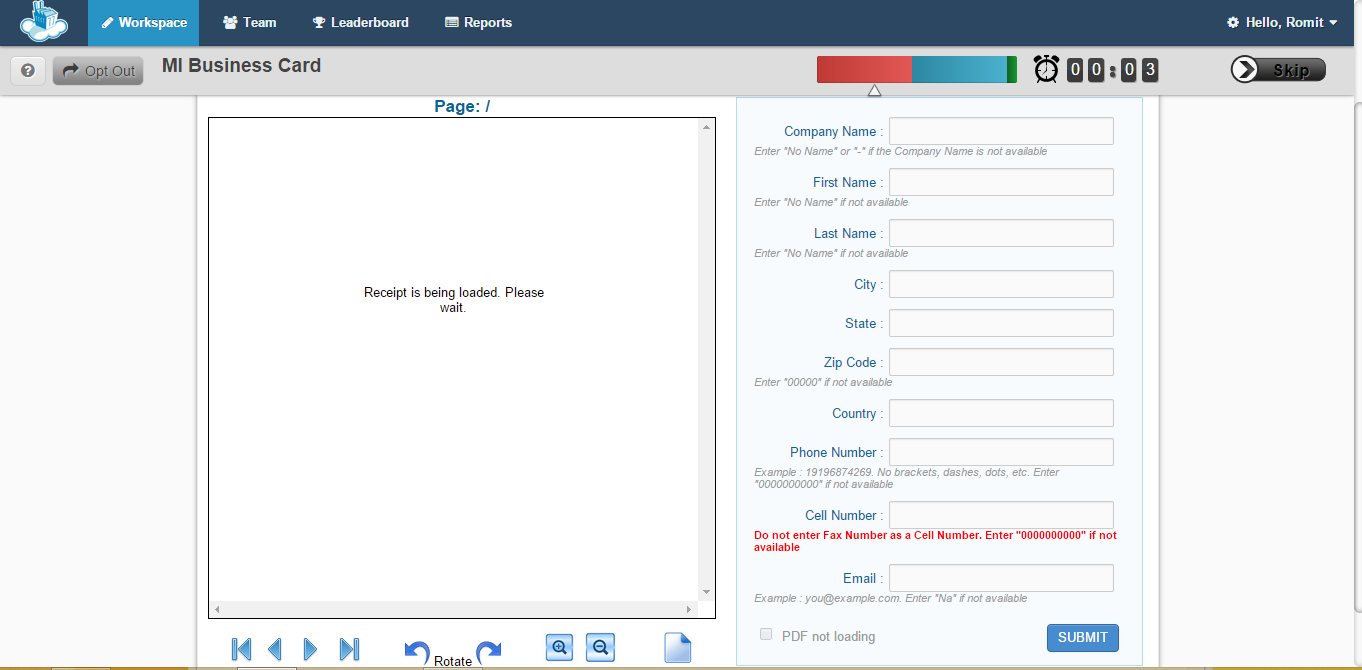 Workspace
Team
Leaderboard
Reports
Hello, Romit
?
Opt Out
MI Business Card
00:03
Skip
Page: /
Receipt is being loaded. Please
wait.
Rotate
Company Name :
Enter "No Name" or "-" if the Company Name is not available
First Name :
Enter "No Name" if not available
Last Name :
Enter "No Name" if not available
City :
State :
Zip Code :
Enter "00000" if not available
Country :
Phone Number :
Example : 19196874269. No brackets, dashes, dots, etc. Enter
"0000000000" if not available
Cell Number :
Do not enter Fax Number as a Cell Number. Enter "0000000000" if not
available
Email :
Example : you@example.com. Enter "Na" if not available
PDF not loading
SUBMIT